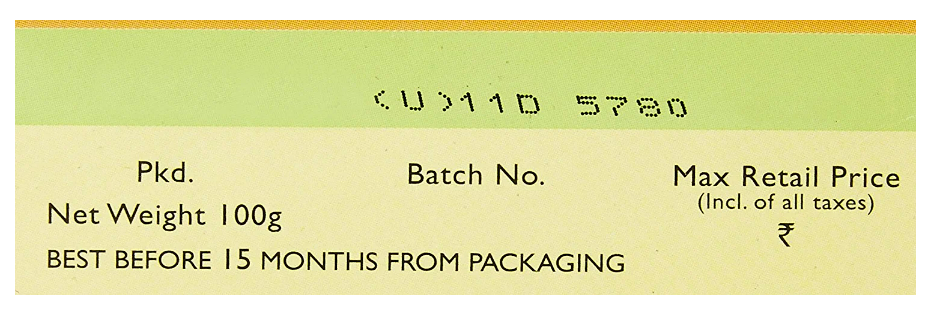 (U)11D 5780
Pkd.
Batch No.
Max Retail Price
(Incl. of all taxes)
₹
Net Weight 100g
BEST BEFORE 15 MONTHS FROM PACKAGING